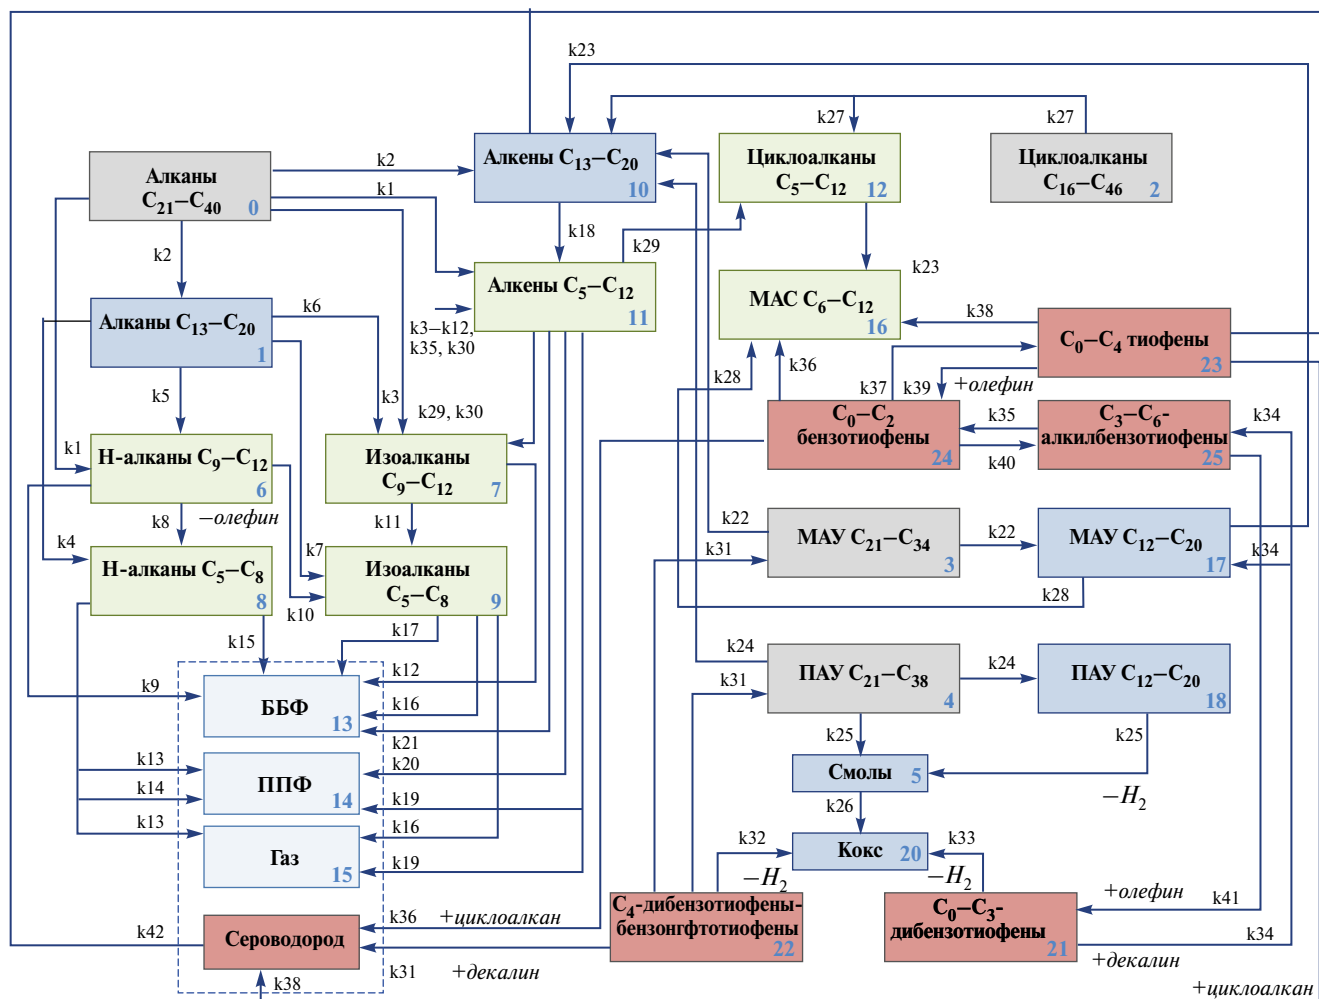 k23
k27
k27
Алкены C13–C20
10
Циклоалканы
C5–C12
12
Циклоалканы
C16–C46
2
Алканы
C21–C40
0
k2
k1
k2
k18
k29
k23
Алкены C5–C12
11
МАС C6–C12
16
k6
k3–k12,
k35, k30
Алканы C13–C20
1
k38
C0–C4 тиофены
23
k5
k3
k29, k30
k28
k36
k37
k39
+олефин
C0–C2
бензотиофены
24
k35
k40
C3–C6-
алкилбензотиофены
25
k34
k1
Н-алканы C9–C12
6
Изоалканы
C9–C12
7
k8
–олефин
k11
k4
k7
k10
Н-алканы C5–C8
8
Изоалканы
C5–C8
9
k22
k31
МАУ C21–C34
3
k22
МАУ C12–C20
17
k34
k28
k15
k17
k24
k31
ПАУ C21–C38
4
k24
ПАУ C12–C20
18
k9
k12
ББФ
13
k16
k21
k25
k25
k20
k13
k14
ППФ
14
k19
Смолы
5
–H2
k26
k13
k16
Газ
15
k19
k32
Кокс
20
k33
–H2
–H2
k36
+циклоалкан
C4-дибензотиофены-
бензонгфтотиофены
22
C0–C3-
дибензотиофены
21
+олефин
k41
k34
k42
Сероводород
k31
+декалин
+декалин
k38
+циклоалкан